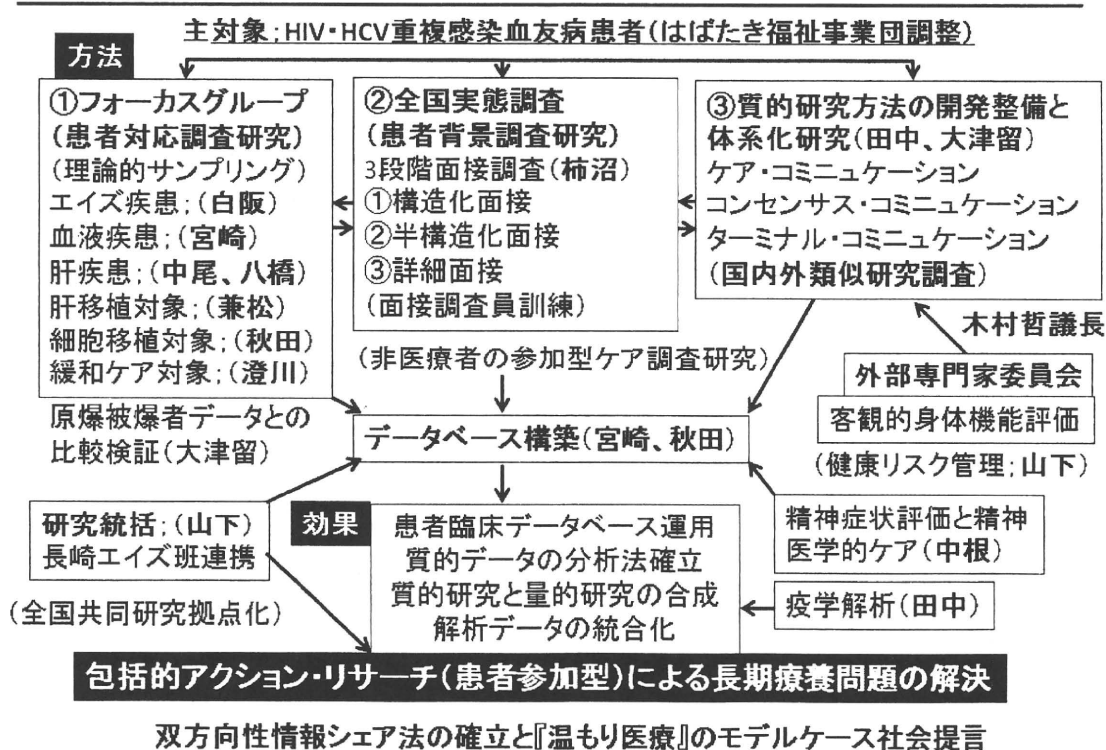 主対象;HIV・HCV重複感染血友病患者(はばたき福祉事業団調整)
方法
①フォーカスグループ
(患者対応調査研究)
(理論的サンプリング)
エイズ疾患;(白阪)
血液疾患;(宮崎)
肝疾患;(中尾、八橋)
肝移植対象;(兼松)
細胞移植対象;(秋田)
緩和ケア対象;(澄川)
原爆被爆者データとの
比較検証(大津留)
②全国実態調査
(患者背景調査研究)
3段階面接調査(柿沼)
①構造化面接
②半構造化面接
③詳細面接
(面接調査員訓練)
③質的研究方法の開発整備と
体系化研究(田中、大津留)
ケア・コミニュケーション
コンセンサス・コミニュケーション
ターミナル・コミニュケーション
(国内外類似研究調査)
木村哲議長
外部専門家委員会
客観的身体機能評価
(健康リスク管理;山下)
(非医療者の参加型ケア調査研究)
データベース構築(宮崎、秋田)
研究統括;(山下)
長崎エイズ班連携
(全国共同研究拠点化)
効果
患者臨床データベース運用
質的データの分析法確立
質的研究と量的研究の合成
解析データの統合化
精神症状評価と精神
医学的ケア(中根)
疫学解析(田中)
包括的アクション・リサーチ(患者参加型)による長期療養問題の解決
双方向性情報シェア法の確立と『温もり医療』のモデルケース社会提言